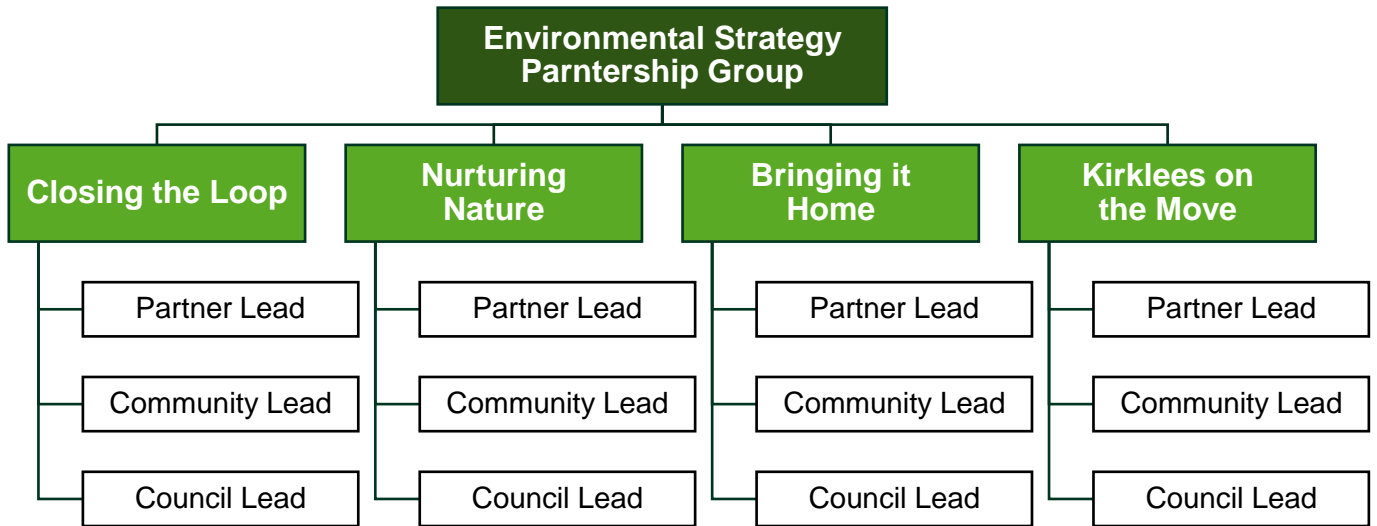 Environmental Strategy
Parntership Group
Closing the Loop
Partner Lead
Community Lead
Council Lead
Nurturing
Nature
Partner Lead
Community Lead
Council Lead
Bringing it
Home
Partner Lead
Community Lead
Council Lead
Kirklees on
the Move
Partner Lead
Community Lead
Council Lead